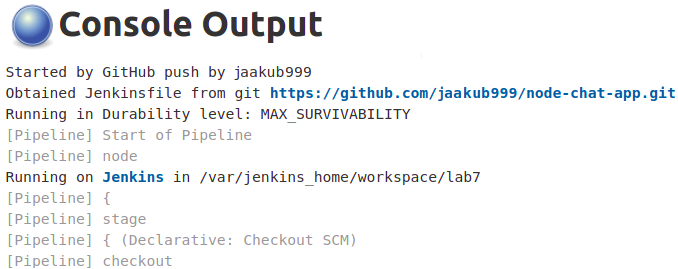 Console Output
Started by GitHub push by jaakub999
Obtained Jenkinsfile from git https://github.com/jaakub999/node-chat-app.git
Running in Durability level: MAX_SURVIVABILITY
[Pipeline] Start of Pipeline
[Pipeline] node
Running on Jenkins in /var/jenkins_home/workspace/lab7
[Pipeline] {
[Pipeline] stage
[Pipeline] { (Declarative: Checkout SCM)
[Pipeline] checkout